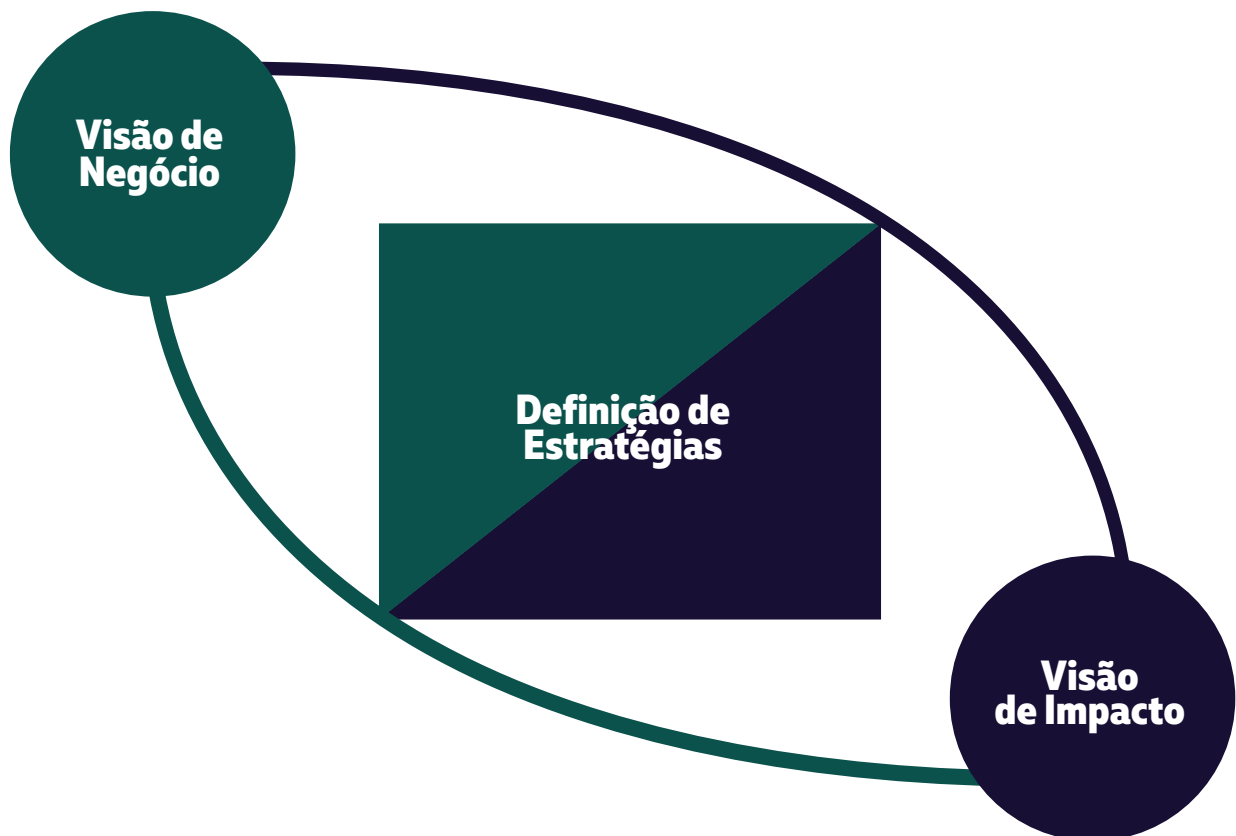 Visão de
Negócio
Definição de
Estratégias
Visão
de Impacto